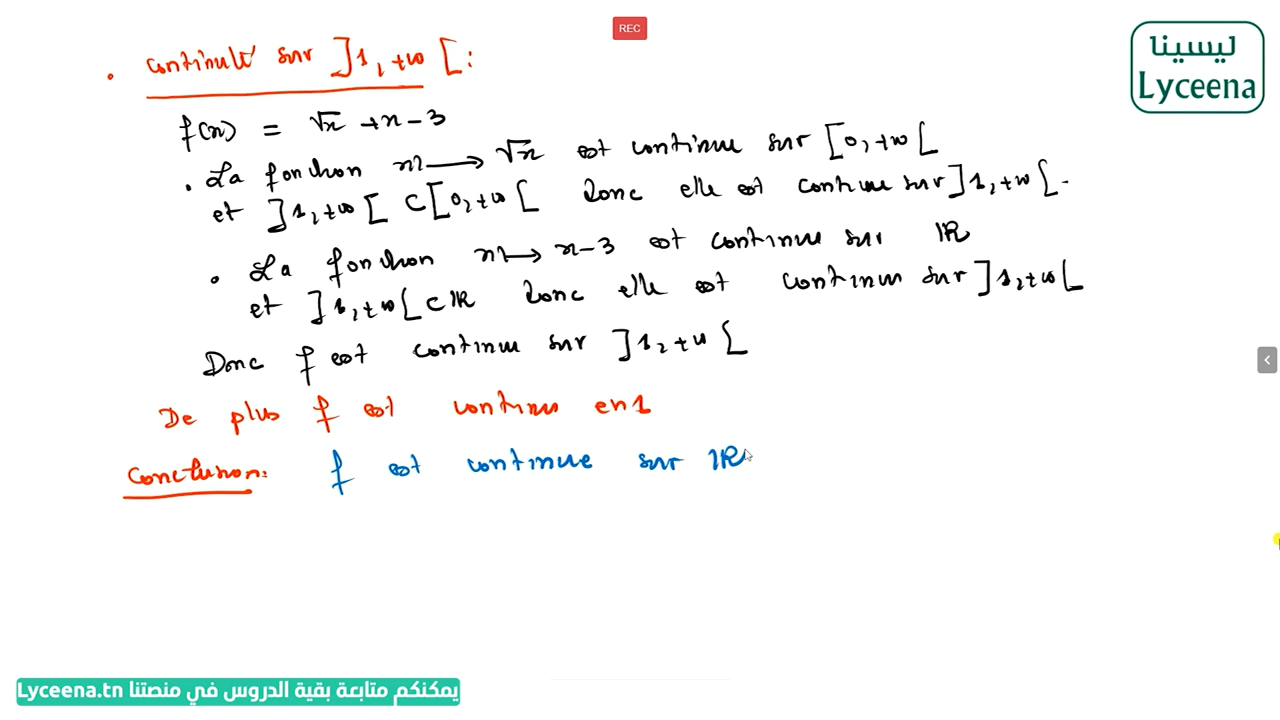 REC
ليسينا
Lyceena
• continuité sur ]1,+∞[ :
f(x) = √x +x-3
• La fonction x ⟼ √x est continue sur [0,+∞[
et ]1,+∞[ ⊂ [0,+∞[ Donc elle est continue sur ]1,+∞[.
• La fonction x ⟼ x-3 est continue sur IR
et ]1,+∞[ ⊂ IR Donc elle est continue sur ]1,+∞[
Donc f est continue sur ]1,+∞[
De plus f est continue en 1
Conclusion: f est continue sur IR
يمكنكم متابعة بقية الدروس في منصتنا Lyceena.tn